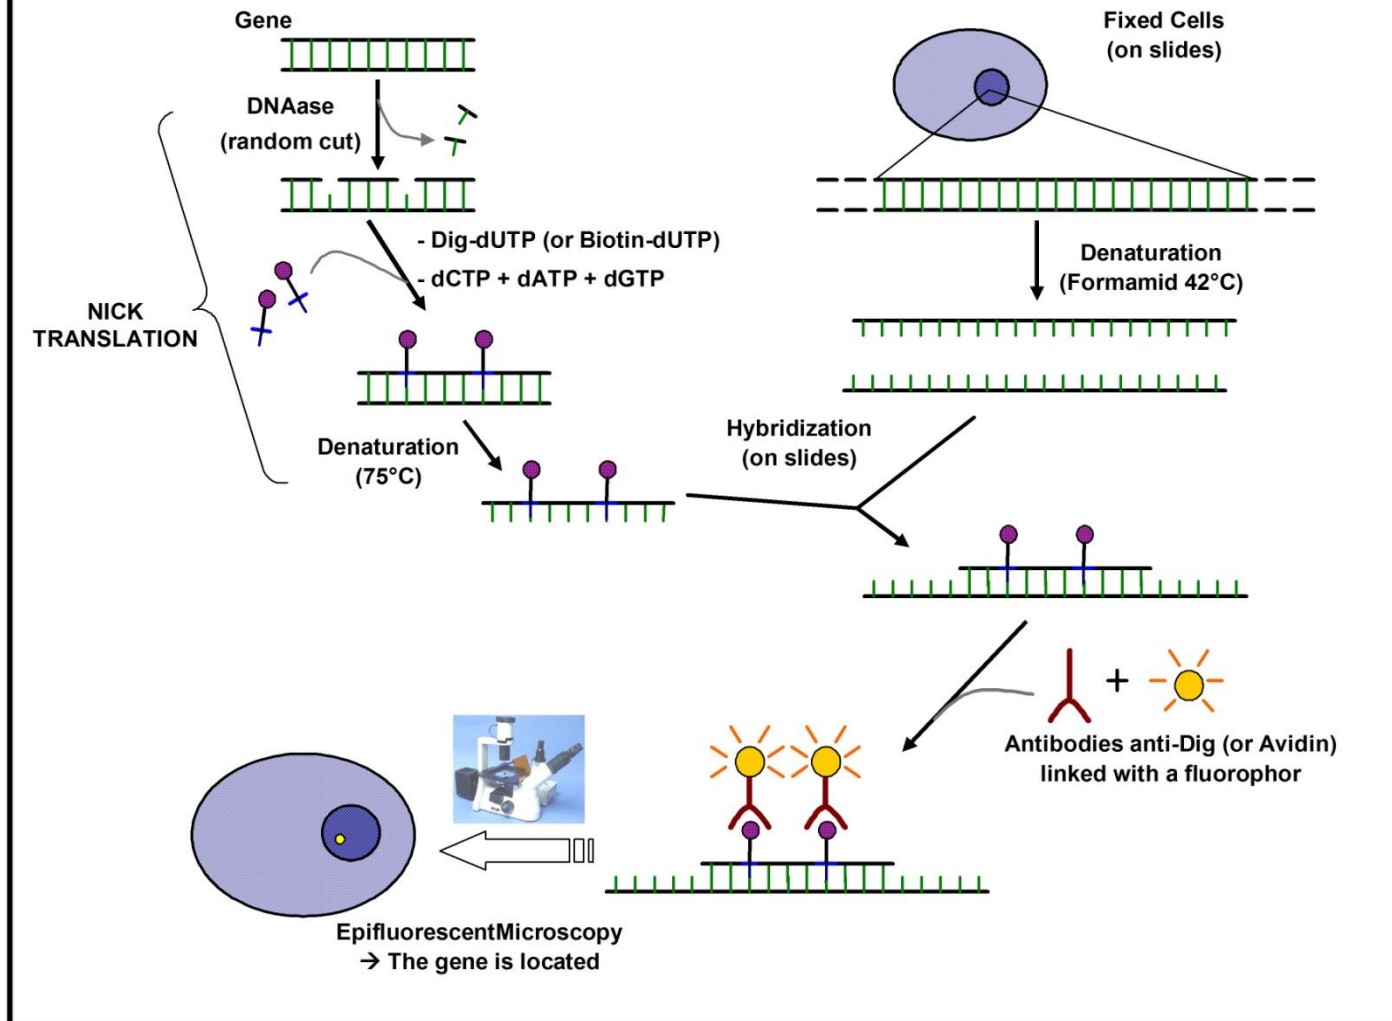 Gene
Fixed Cells
(on slides)
DNAase
(random cut)
- Dig-dUTP (or Biotin-dUTP)
- dCTP + dATP + dGTP
Denaturation
(Formamid 42°C)
NICK
TRANSLATION
Denaturation
(75°C)
Hybridization
(on slides)
+
Antibodies anti-Dig (or Avidin)
linked with a fluorophor
EpifluorescentMicroscopy
→ The gene is located